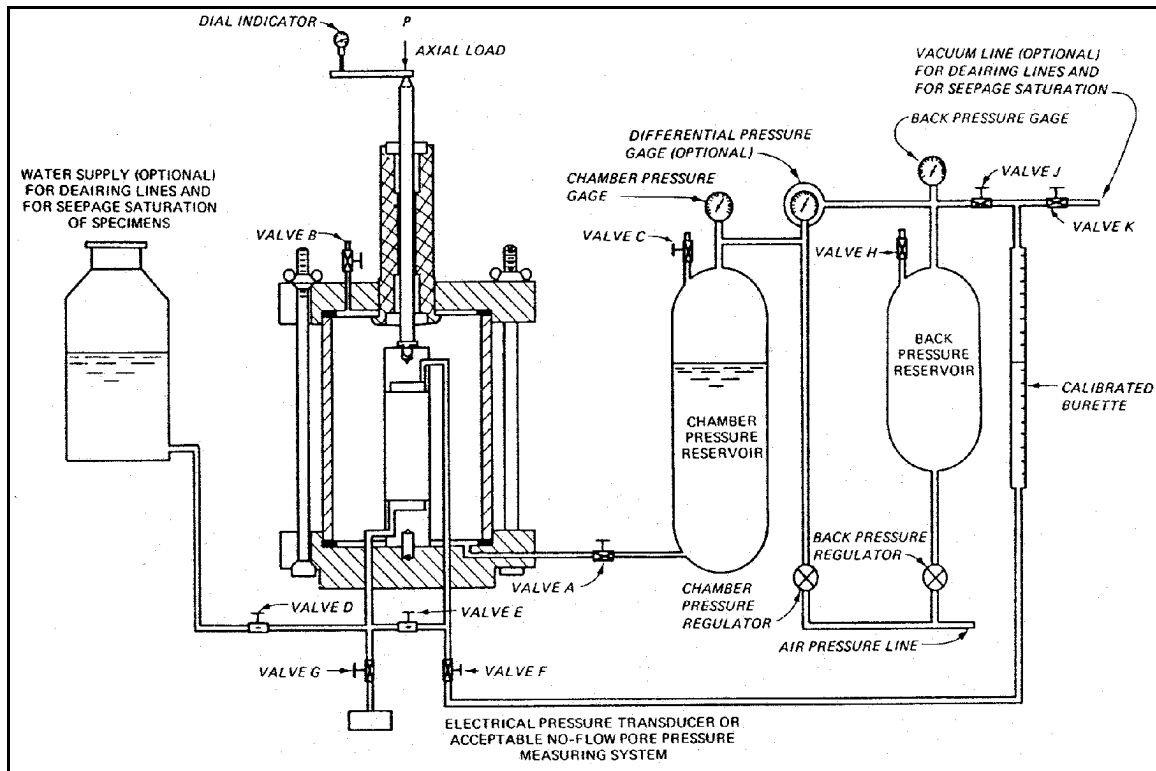 DIAL INDICATOR
P
AXIAL LOAD
VACUUM LINE (OPTIONAL)
FOR DEAIRING LINES AND
FOR SEEPAGE SATURATION
BACK PRESSURE GAGE
DIFFERENTIAL PRESSURE
GAGE (OPTIONAL)
VALVE J
WATER SUPPLY (OPTIONAL)
FOR DEAIRING LINES AND
FOR SEEPAGE SATURATION
OF SPECIMENS
CHAMBER PRESSURE
GAGE
VALVE B
VALVE C
VALVE H
VALVE K
BACK
PRESSURE
RESERVOIR
CALIBRATED
BURETTE
CHAMBER
PRESSURE
RESERVOIR
BACK PRESSURE
REGULATOR
VALVE A
CHAMBER
PRESSURE
REGULATOR
VALVE D
VALVE E
AIR PRESSURE LINE
VALVE G
VALVE F
ELECTRICAL PRESSURE TRANSDUCER OR
ACCEPTABLE NO-FLOW PORE PRESSURE
MEASURING SYSTEM